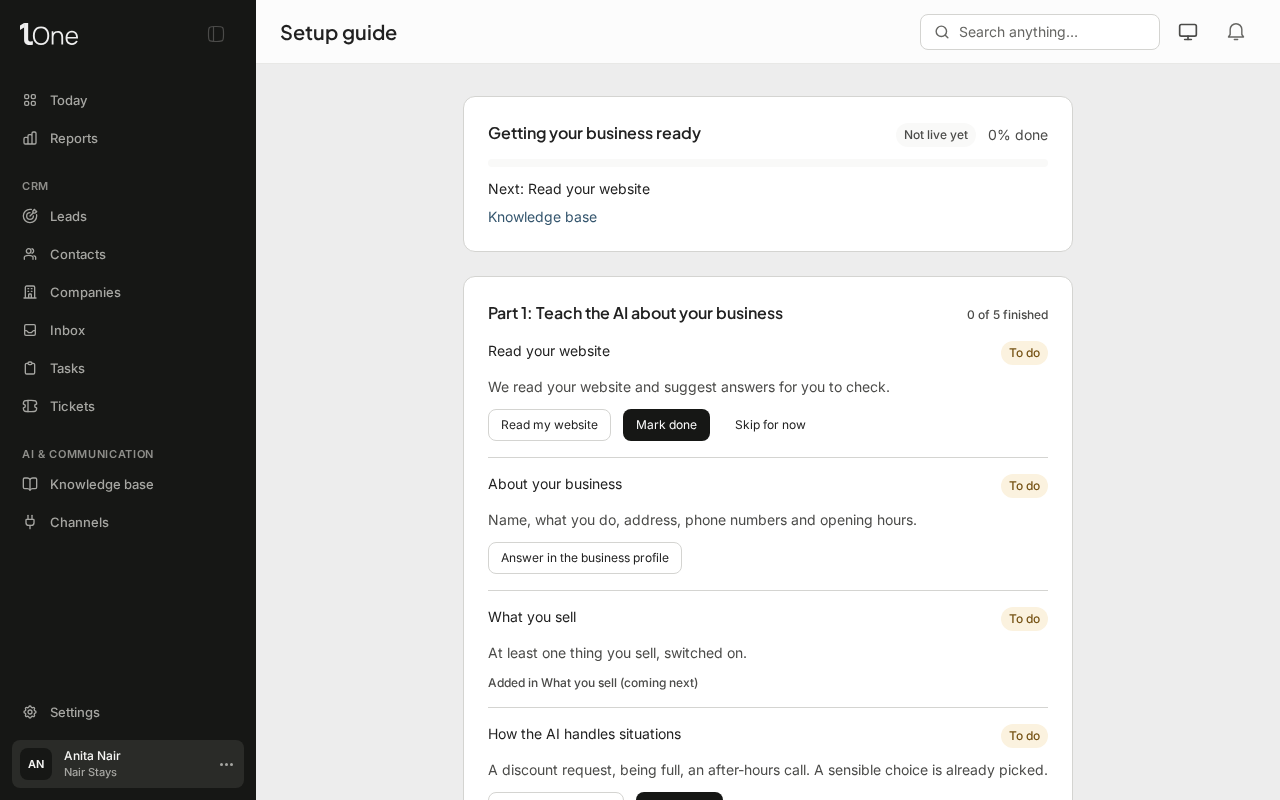 1One
Setup guide
Search anything...
Today
Reports
CRM
Leads
Contacts
Companies
Inbox
Tasks
Tickets
AI & COMMUNICATION
Knowledge base
Channels
Settings
AN
Anita Nair
Nair Stays
Getting your business ready
Not live yet
0% done
Next: Read your website
Knowledge base
Part 1: Teach the AI about your business
0 of 5 finished
Read your website
To do
We read your website and suggest answers for you to check.
Read my website
Mark done
Skip for now
About your business
To do
Name, what you do, address, phone numbers and opening hours.
Answer in the business profile
What you sell
To do
At least one thing you sell, switched on.
Added in What you sell (coming next)
How the AI handles situations
To do
A discount request, being full, an after-hours call. A sensible choice is already picked.